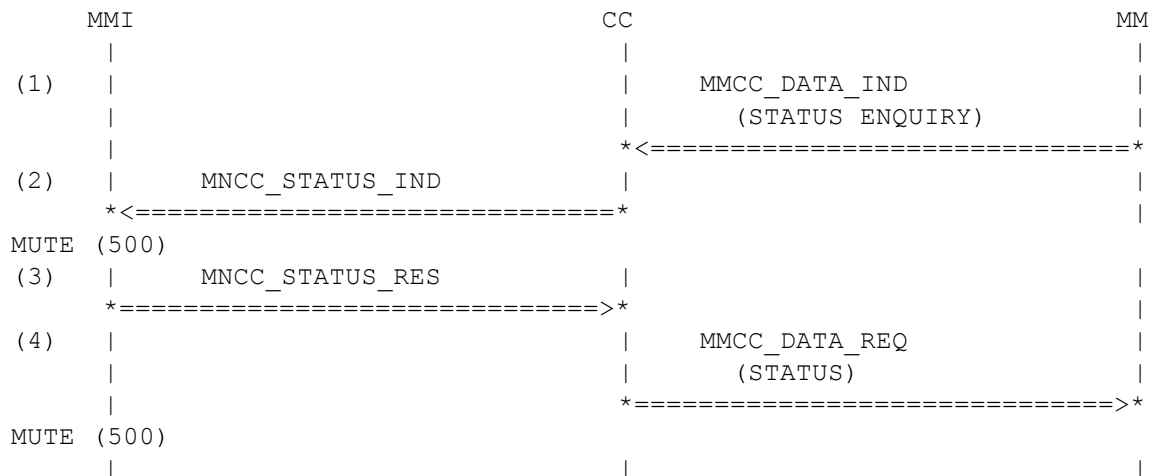 MMI CC MM
| | |
(1) | | MMCC_DATA_IND |
| | (STATUS ENQUIRY) |
| *<==============================*
(2) | MNCC_STATUS_IND | |
*<==============================* |
MUTE (500)
(3) | MNCC_STATUS_RES | |
*==============================>* |
(4) | | MMCC_DATA_REQ |
| | (STATUS) |
| *==============================>*
MUTE (500)
| | |